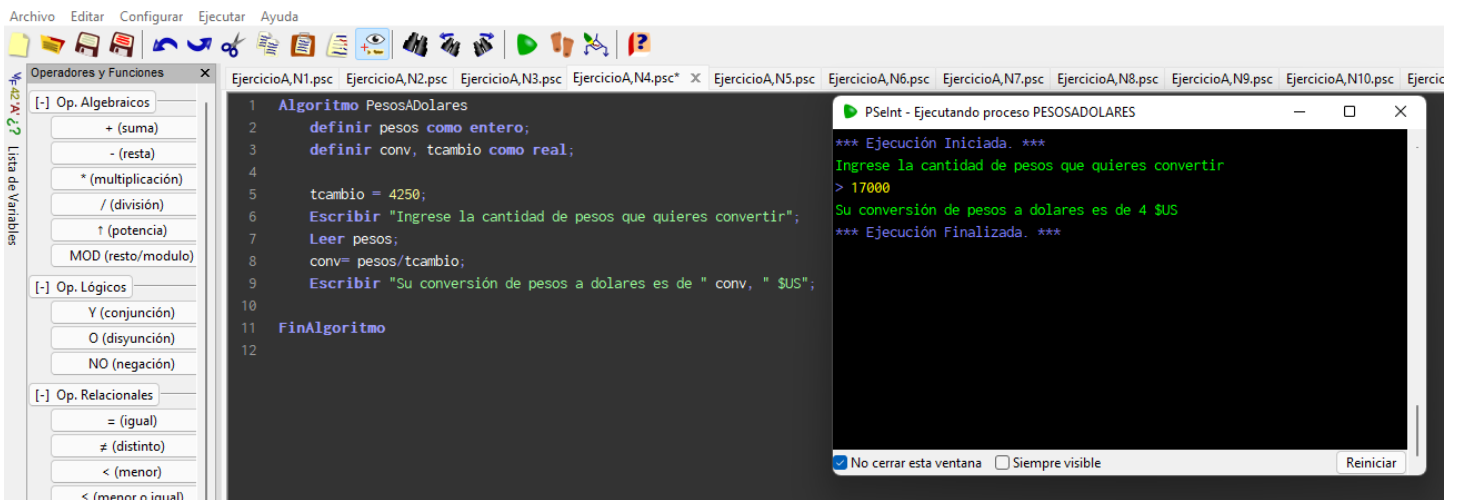 Archivo Editar Configurar Ejecutar Ayuda
Operadores y Funciones X
EjercicioA,N1.psc EjercicioA,N2.psc EjercicioA,N3.psc EjercicioA,N4.psc* X EjercicioA,N5.psc EjercicioA,N6.psc EjercicioA,N7.psc EjercicioA,N8.psc EjercicioA,N9.psc EjercicioA,N10.psc Ejercic
42 'A' ¿? Lista de Variables
[-] Op. Algebraicos
+ (suma)
- (resta)
* (multiplicación)
/ (división)
↑ (potencia)
MOD (resto/modulo)
[-] Op. Lógicos
Y (conjunción)
O (disyunción)
NO (negación)
[-] Op. Relacionales
= (igual)
≠ (distinto)
< (menor)
≤ (menor o igual)
1 Algoritmo PesosADolares
2 definir pesos como entero;
3 definir conv, tcambio como real;
4
5 tcambio = 4250;
6 Escribir "Ingrese la cantidad de pesos que quieres convertir";
7 Leer pesos;
8 conv= pesos/tcambio;
9 Escribir "Su conversión de pesos a dolares es de " conv, " $US";
10
11 FinAlgoritmo
12
PSeInt - Ejecutando proceso PESOSADOLARES
*** Ejecución Iniciada. ***
Ingrese la cantidad de pesos que quieres convertir
> 17000
Su conversión de pesos a dolares es de 4 $US
*** Ejecución Finalizada. ***
No cerrar esta ventana Siempre visible Reiniciar